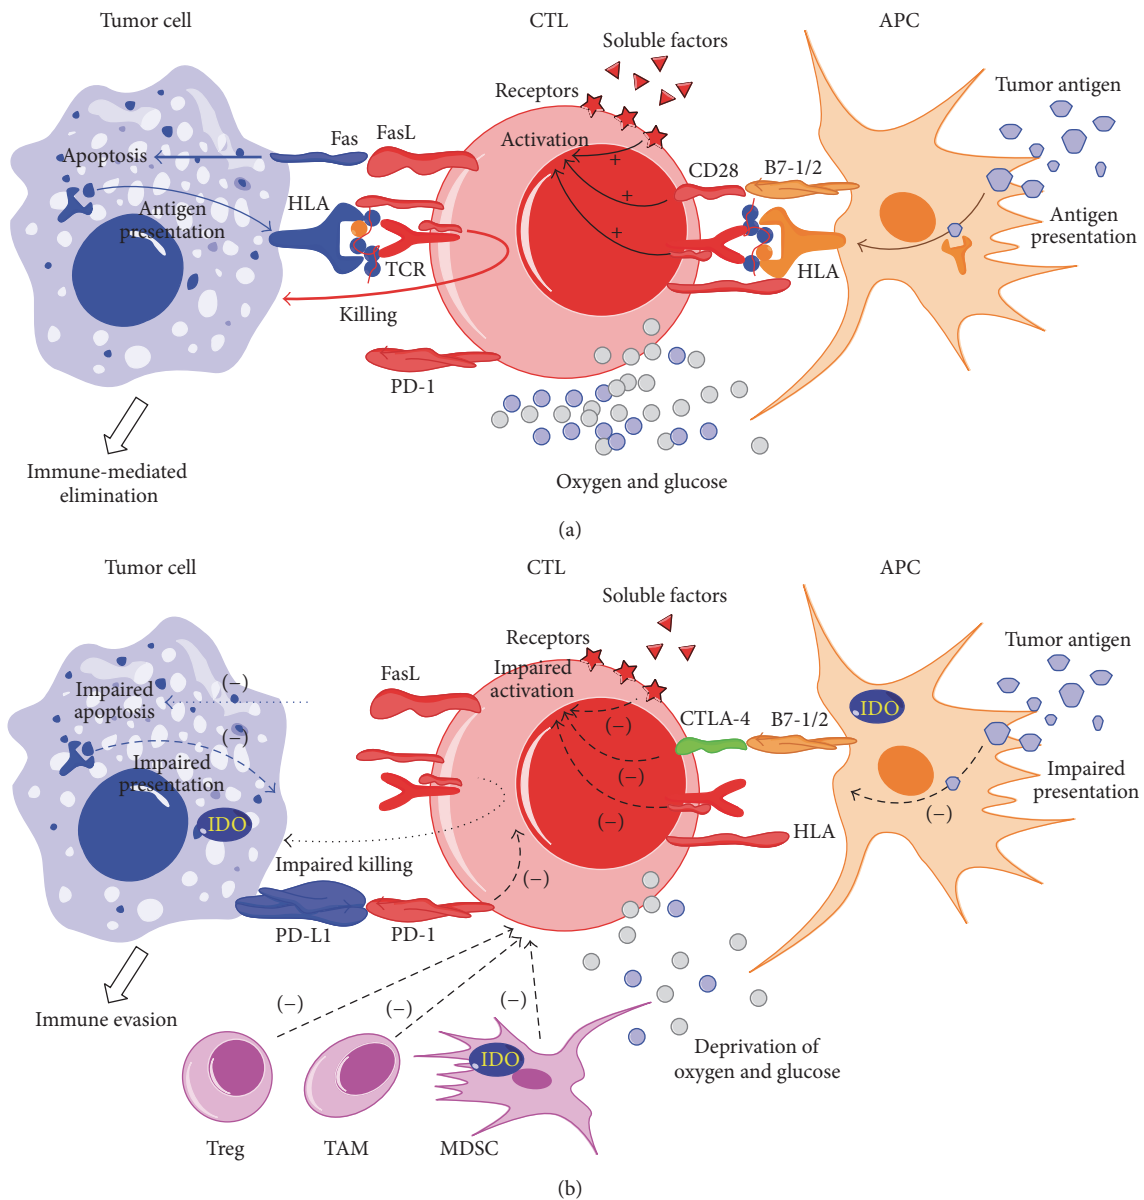 Tumor cell
CTL
APC
Soluble factors
Tumor antigen
Receptors
Fas
FasL
Activation
Apoptosis
+
CD28
B7-1/2
+
HLA
Antigen
presentation
+
Antigen
presentation
TCR
HLA
Killing
PD-1
Immune-mediated
elimination
Oxygen and glucose
(a)
Tumor cell
CTL
APC
Soluble factors
Tumor antigen
Receptors
FasL
Impaired
activation
(−)
Impaired
apoptosis
IDO
(−)
CTLA-4
B7-1/2
(−)
Impaired
presentation
(−)
Impaired
presentation
(−)
IDO
(−)
HLA
Impaired killing
(−)
PD-L1
PD-1
Immune evasion
(−)
(−)
(−)
Deprivation of
oxygen and glucose
IDO
Treg
TAM
MDSC
(b)